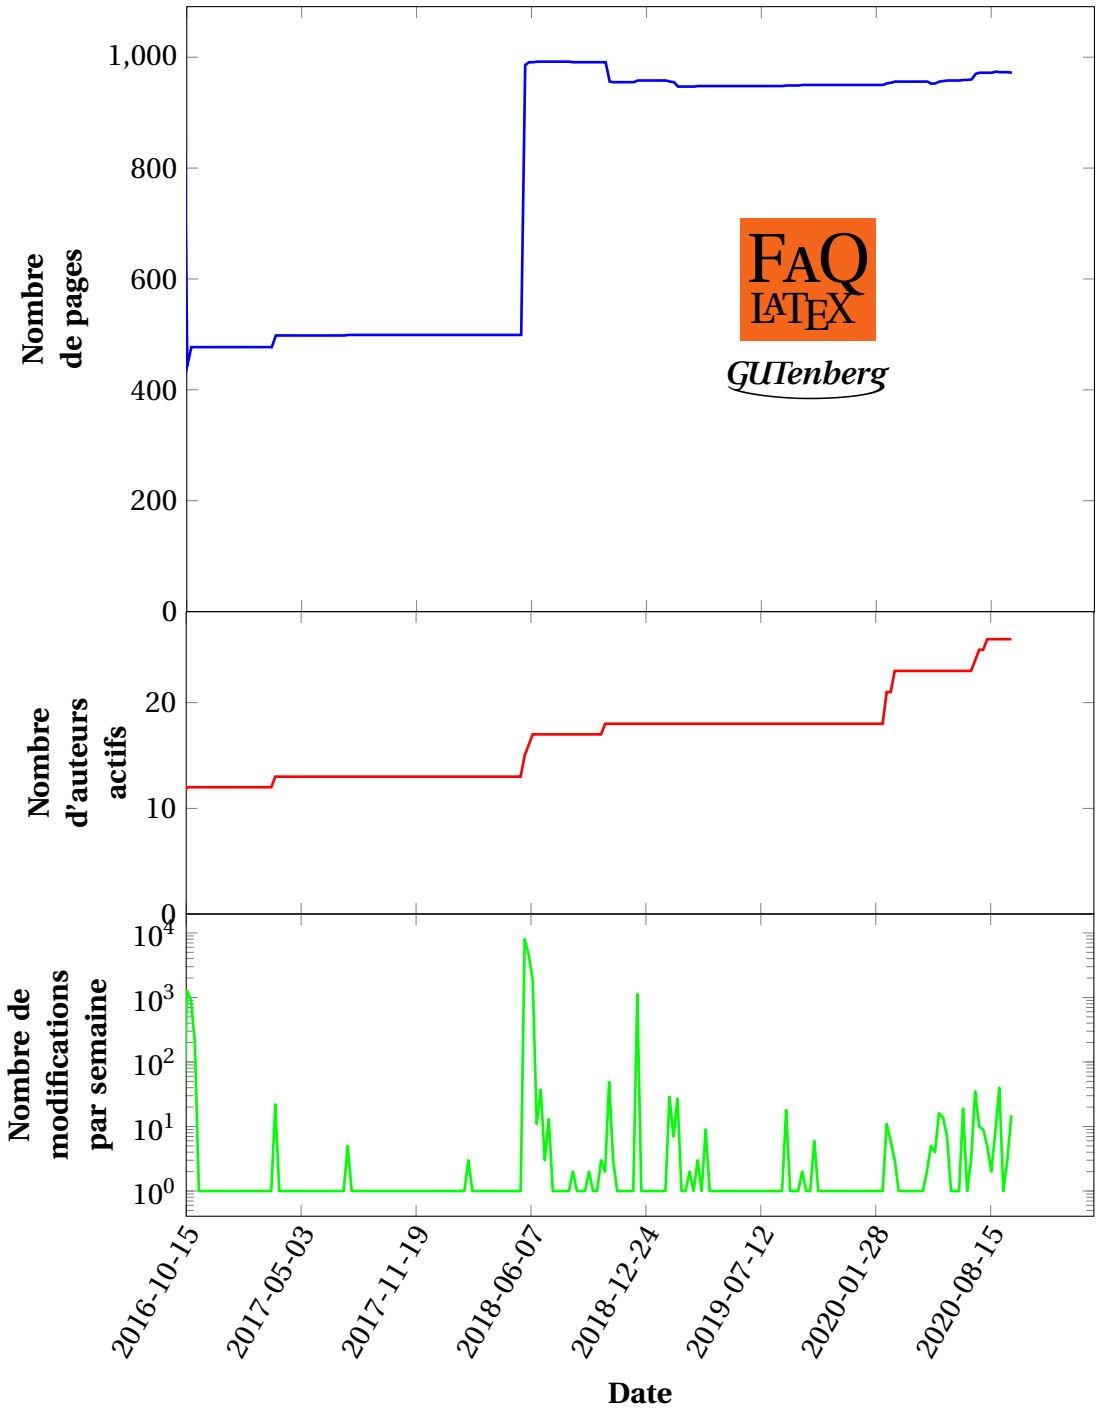 1,000
800
600
400
200
0
Nombre
de pages
FAQ
LATEX
GUTenberg
20
10
0
Nombre
d'auteurs
actifs
10^4
10^3
10^2
10^1
10^0
Nombre de
modifications
par semaine
2016-10-15
2017-05-03
2017-11-19
2018-06-07
2018-12-24
2019-07-12
2020-01-28
2020-08-15
Date